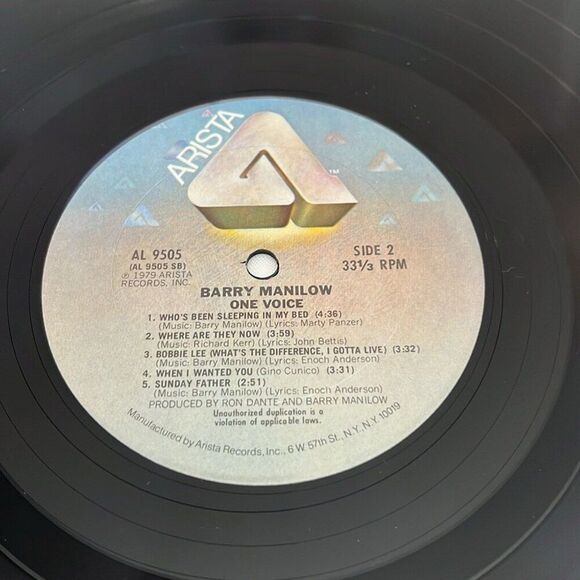 ARISTA
TM
AL 9505
(AL 9505 SB)
℗ 1979 ARISTA
RECORDS, INC.
SIDE 2
33⅓ RPM
BARRY MANILOW
ONE VOICE
1. WHO'S BEEN SLEEPING IN MY BED (4:36)
(Music: Barry Manilow) (Lyrics: Marty Panzer)
2. WHERE ARE THEY NOW (3:59)
(Music: Richard Kerr) (Lyrics: John Bettis)
3. BOBBIE LEE (WHAT'S THE DIFFERENCE, I GOTTA LIVE) (3:32)
(Music: Barry Manilow) (Lyrics: Enoch Anderson)
4. WHEN I WANTED YOU (Gino Cunico) (3:31)
5. SUNDAY FATHER (2:51)
(Music: Barry Manilow) (Lyrics: Enoch Anderson)
PRODUCED BY RON DANTE AND BARRY MANILOW
Unauthorized duplication is a
violation of applicable laws.
Manufactured by Arista Records, Inc., 6 W 57th St., N.Y., N.Y. 10019